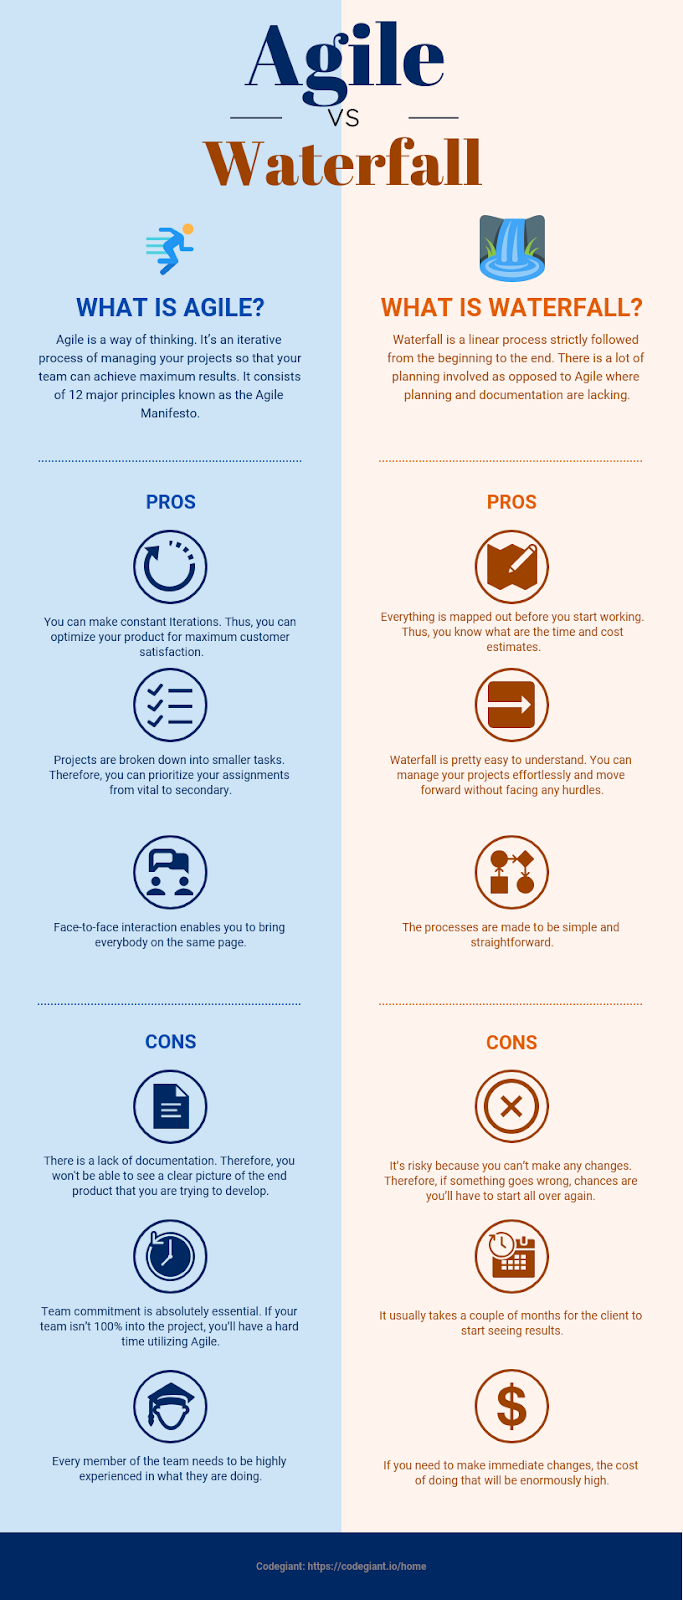 Agile
VS
Waterfall
WHAT IS AGILE?
Agile is a way of thinking. It's an iterative
process of managing your projects so that your
team can achieve maximum results. It consists
of 12 major principles known as the Agile
Manifesto.
WHAT IS WATERFALL?
Waterfall is a linear process strictly followed
from the beginning to the end. There is a lot of
planning involved as opposed to Agile where
planning and documentation are lacking.
PROS
You can make constant Iterations. Thus, you can
optimize your product for maximum customer
satisfaction.
Projects are broken down into smaller tasks.
Therefore, you can prioritize your assignments
from vital to secondary.
Face-to-face interaction enables you to bring
everybody on the same page.
PROS
Everything is mapped out before you start working.
Thus, you know what are the time and cost
estimates.
Waterfall is pretty easy to understand. You can
manage your projects effortlessly and move
forward without facing any hurdles.
The processes are made to be simple and
straightforward.
CONS
There is a lack of documentation. Therefore, you
won't be able to see a clear picture of the end
product that you are trying to develop.
Team commitment is absolutely essential. If your
team isn't 100% into the project, you'll have a hard
time utilizing Agile.
Every member of the team needs to be highly
experienced in what they are doing.
CONS
It's risky because you can't make any changes.
Therefore, if something goes wrong, chances are
you'll have to start all over again.
It usually takes a couple of months for the client to
start seeing results.
$
If you need to make immediate changes, the cost
of doing that will be enormously high.
Codegiant: https://codegiant.io/home